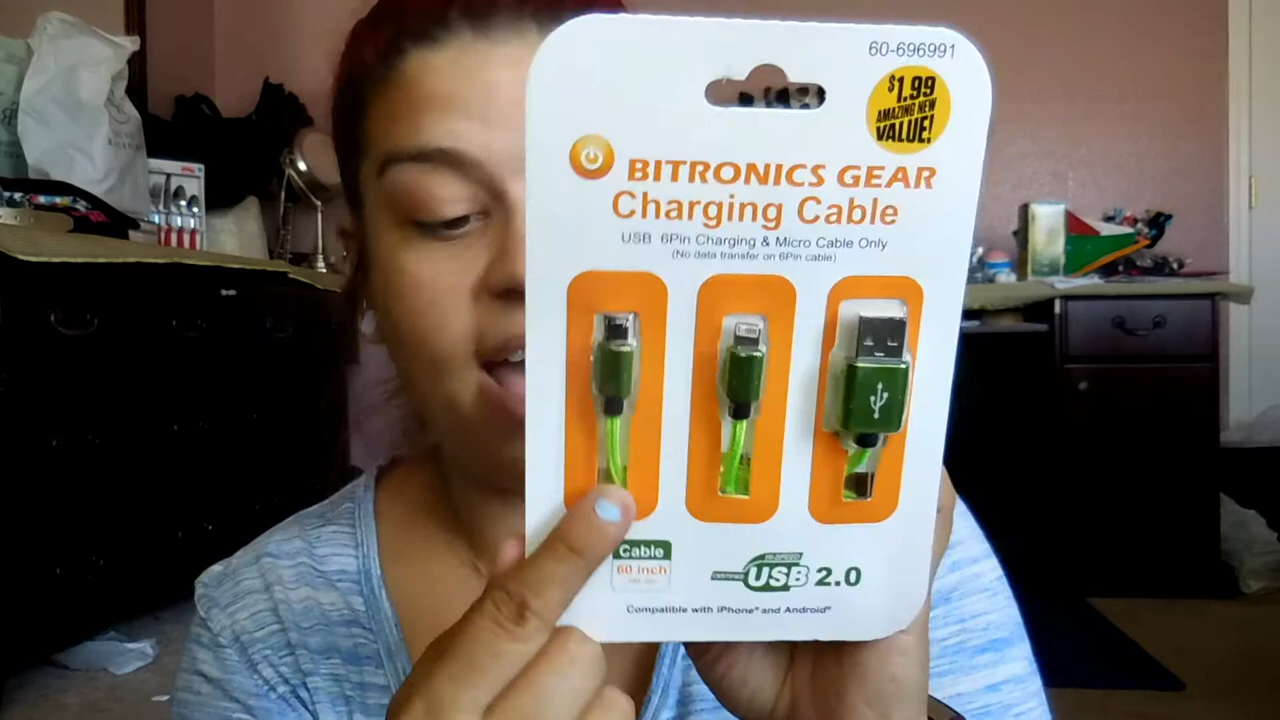 60-696991
$1.99
AMAZING NEW
VALUE!
BITRONICS GEAR
Charging Cable
USB 6Pin Charging & Micro Cable Only
(No data transfer on 6Pin cable)
Cable
60 inch
HI-SPEED
CERTIFIED
USB 2.0
Compatible with iPhone® and Android®